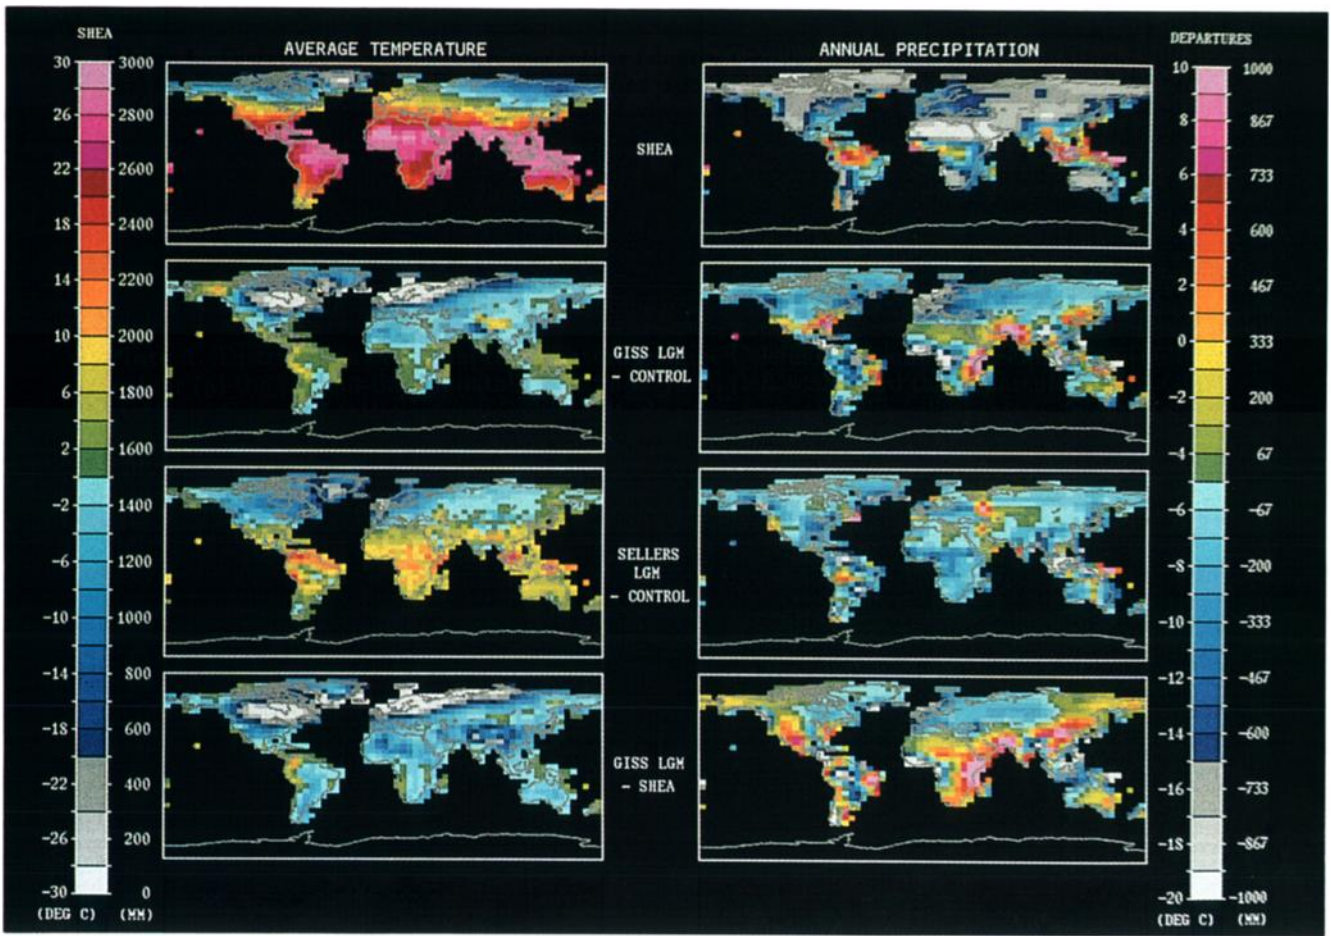 SHEA
AVERAGE TEMPERATURE
ANNUAL PRECIPITATION
DEPARTURES
30 3000
26 2800
22 2600
18 2400
14 2200
10 2000
6 1800
2 1600
-2 1400
-6 1200
-10 1000
-14 800
-18 600
-22 400
-26 200
-30 0
(DEG C) (MM)
SHEA
GISS LGM
- CONTROL
SELLERS
LGM
- CONTROL
GISS LGM
- SHEA
10 1000
8 867
6 733
4 600
2 467
0 333
-2 200
-4 67
-6 -67
-8 -200
-10 -333
-12 -467
-14 -600
-16 -733
-18 -867
-20 -1000
(DEG C) (MM)